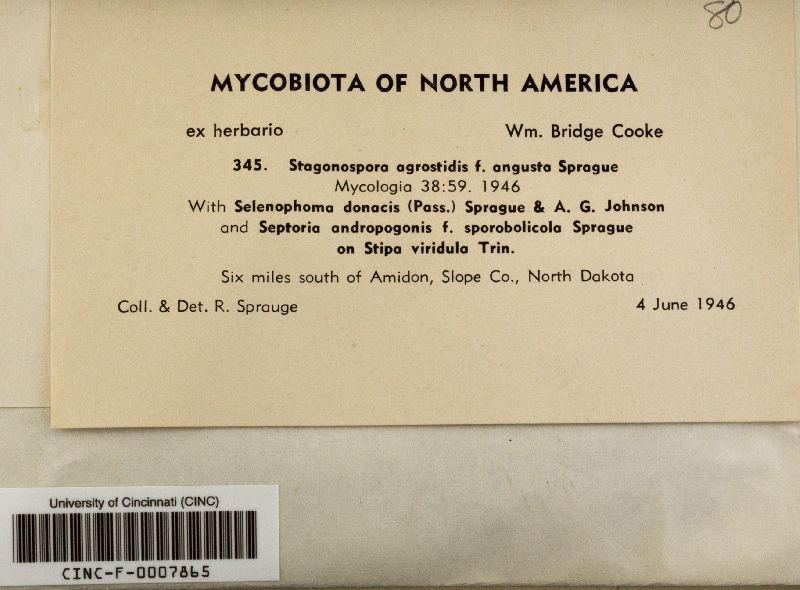 80
MYCOBIOTA OF NORTH AMERICA
ex herbario Wm. Bridge Cooke
345. Stagonospora agrostidis f. angusta Sprague
Mycologia 38:59. 1946
With Selenophoma donacis (Pass.) Sprague & A. G. Johnson
and Septoria andropogonis f. sporobolicola Sprague
on Stipa viridula Trin.
Six miles south of Amidon, Slope Co., North Dakota
Coll. & Det. R. Sprauge 4 June 1946
University of Cincinnati (CINC)
CINC-F-0007865